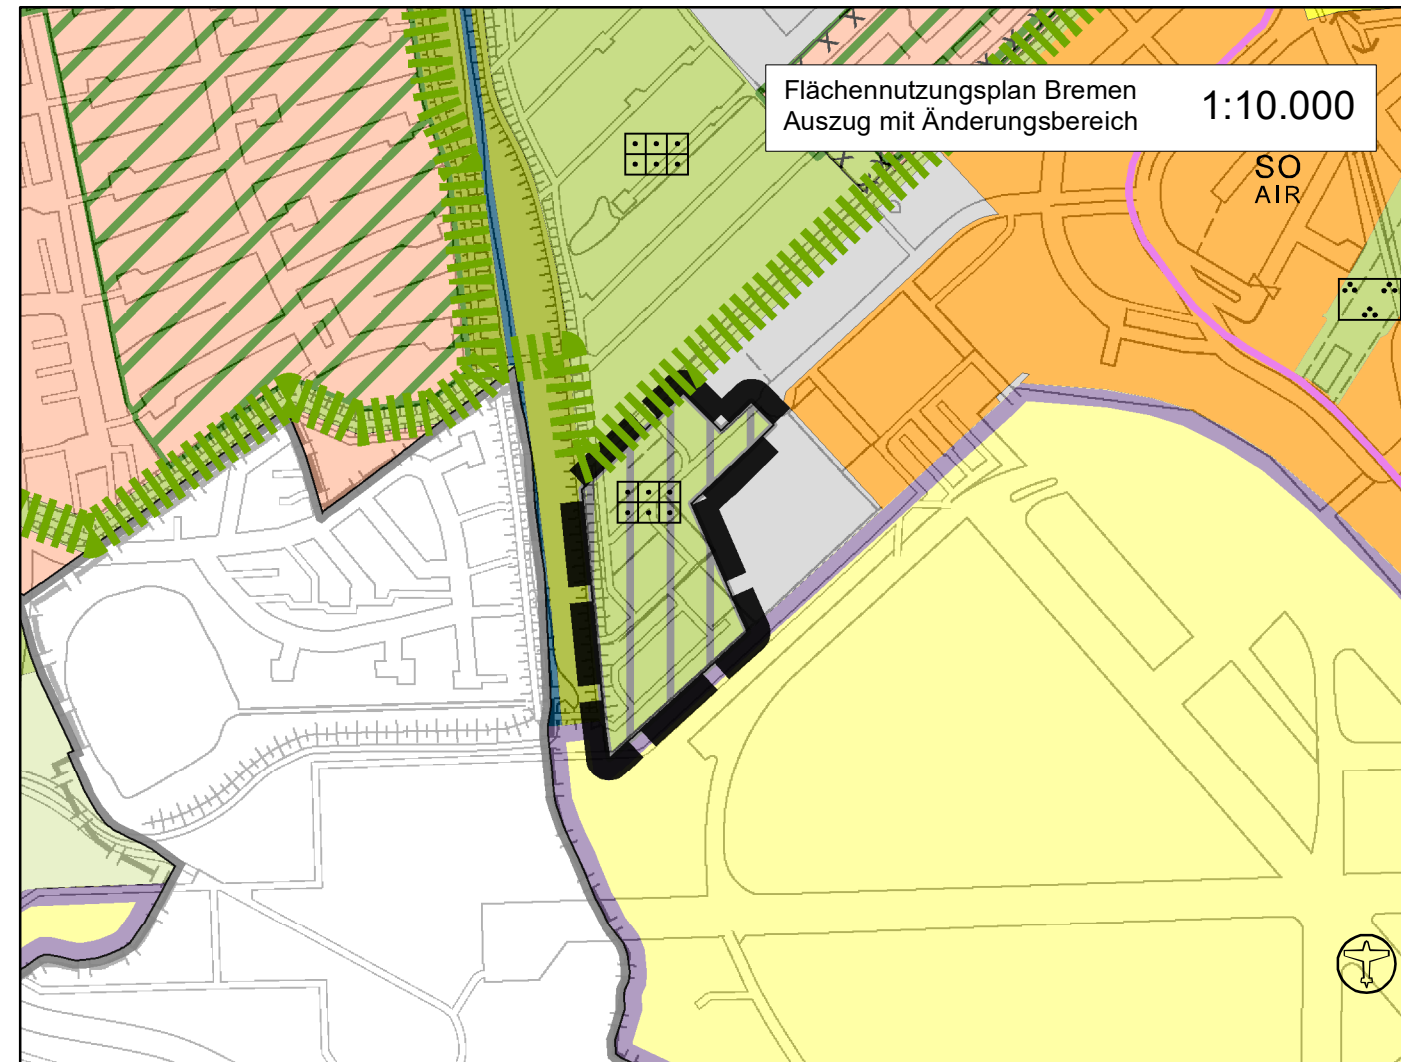 Flächennutzungsplan Bremen
Auszug mit Änderungsbereich
1:10.000
SO
AIR